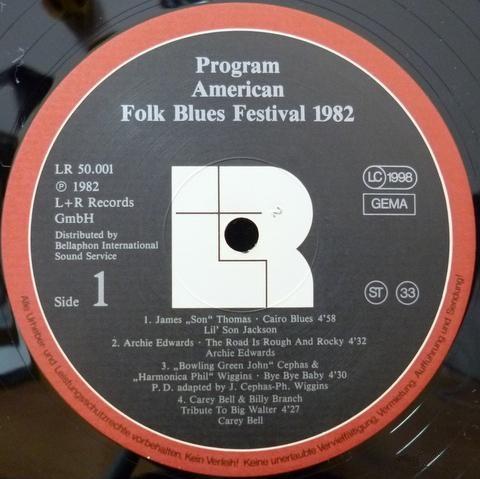 Program
American
Folk Blues Festival 1982
LR 50.001
℗ 1982
L+R Records
GmbH
Distributed by
Bellaphon International
Sound Service
Side 1
LC 1998
GEMA
ST 33
LR
1. James „Son" Thomas · Cairo Blues 4'58
Lil' Son Jackson
2. Archie Edwards · The Road Is Rough And Rocky 4'32
Archie Edwards
3. „Bowling Green John" Cephas &
„Harmonica Phil" Wiggins · Bye Bye Baby 4'30
P. D. adapted by J. Cephas-Ph. Wiggins
4. Carey Bell & Billy Branch
Tribute To Big Walter 4'27
Carey Bell
Alle Urheber- und Leistungsschutzrechte vorbehalten. Kein Verleih! Keine unerlaubte Vervielfältigung, Vermietung, Aufführung und Sendung!